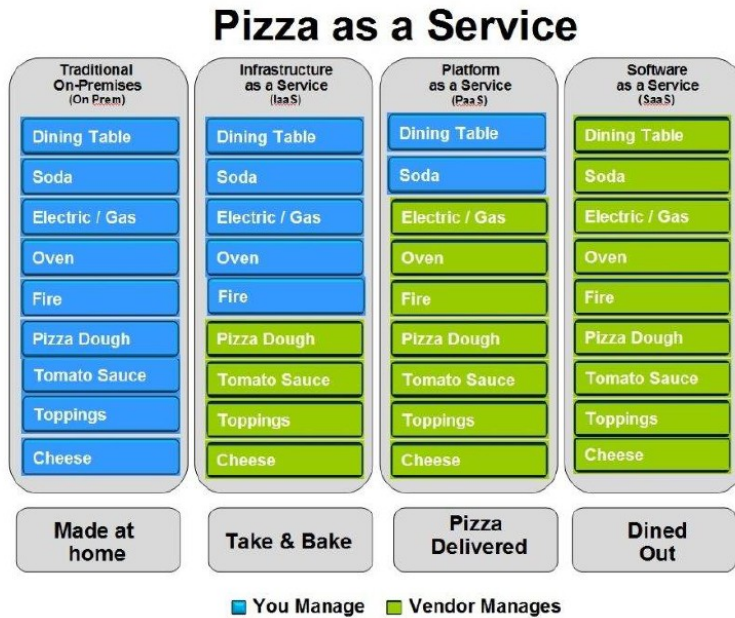 Pizza as a Service
Traditional
On-Premises
(On Prem)
Dining Table
Soda
Electric / Gas
Oven
Fire
Pizza Dough
Tomato Sauce
Toppings
Cheese
Made at
home
Infrastructure
as a Service
(IaaS)
Dining Table
Soda
Electric / Gas
Oven
Fire
Pizza Dough
Tomato Sauce
Toppings
Cheese
Take & Bake
Platform
as a Service
(PaaS)
Dining Table
Soda
Electric / Gas
Oven
Fire
Pizza Dough
Tomato Sauce
Toppings
Cheese
Pizza
Delivered
Software
as a Service
(SaaS)
Dining Table
Soda
Electric / Gas
Oven
Fire
Pizza Dough
Tomato Sauce
Toppings
Cheese
Dined
Out
You Manage
Vendor Manages